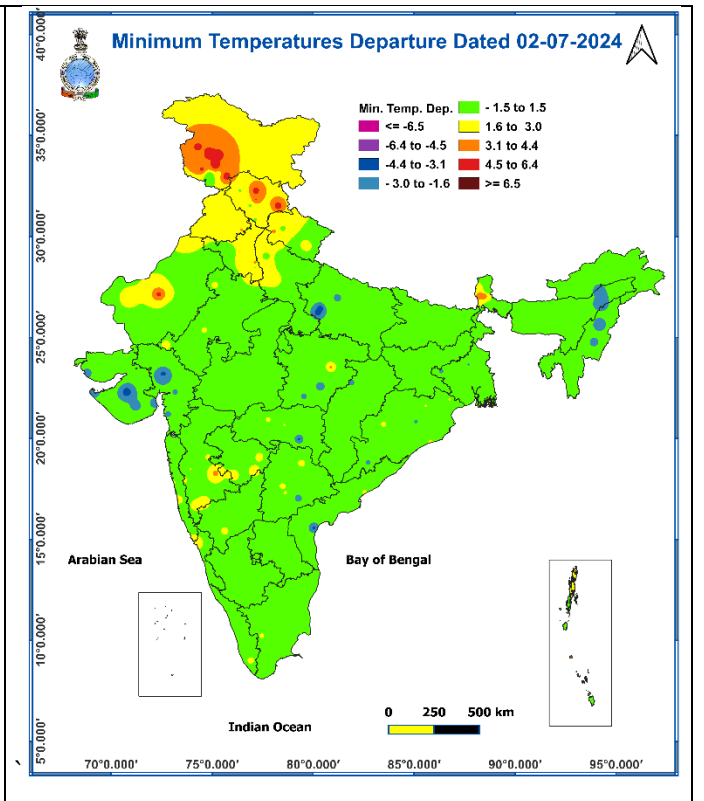 Minimum Temperatures Departure Dated 02-07-2024
Min. Temp. Dep.
<= -6.5
-6.4 to -4.5
-4.4 to -3.1
- 3.0 to -1.6
- 1.5 to 1.5
1.6 to 3.0
3.1 to 4.4
4.5 to 6.4
>= 6.5
40°0.000'
35°0.000'
30°0.000'
25°0.000'
20°0.000'
15°0.000'
10°0.000'
5°0.000'
Arabian Sea
Bay of Bengal
Indian Ocean
0 250 500 km
70°0.000' 75°0.000' 80°0.000' 85°0.000' 90°0.000' 95°0.000'